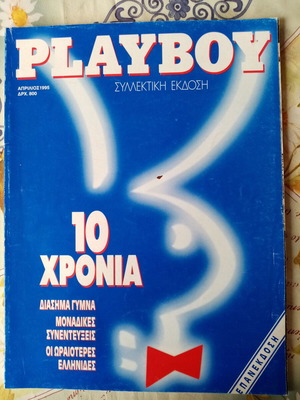 PLAYBOY
ΣΥΛΛΕΚΤΙΚΗ ΕΚΔΟΣΗ
ΑΠΡΙΛΙΟΣ 1995
ΔΡΧ. 800
10
ΧΡΟΝΙΑ
ΔΙΑΣΗΜΑ ΓΥΜΝΑ
ΜΟΝΑΔΙΚΕΣ
ΣΥΝΕΝΤΕΥΞΕΙΣ
ΟΙ ΩΡΑΙΟΤΕΡΕΣ
ΕΛΛΗΝΙΔΕΣ
ΕΠΑΝΕΚΔΟΣΗ